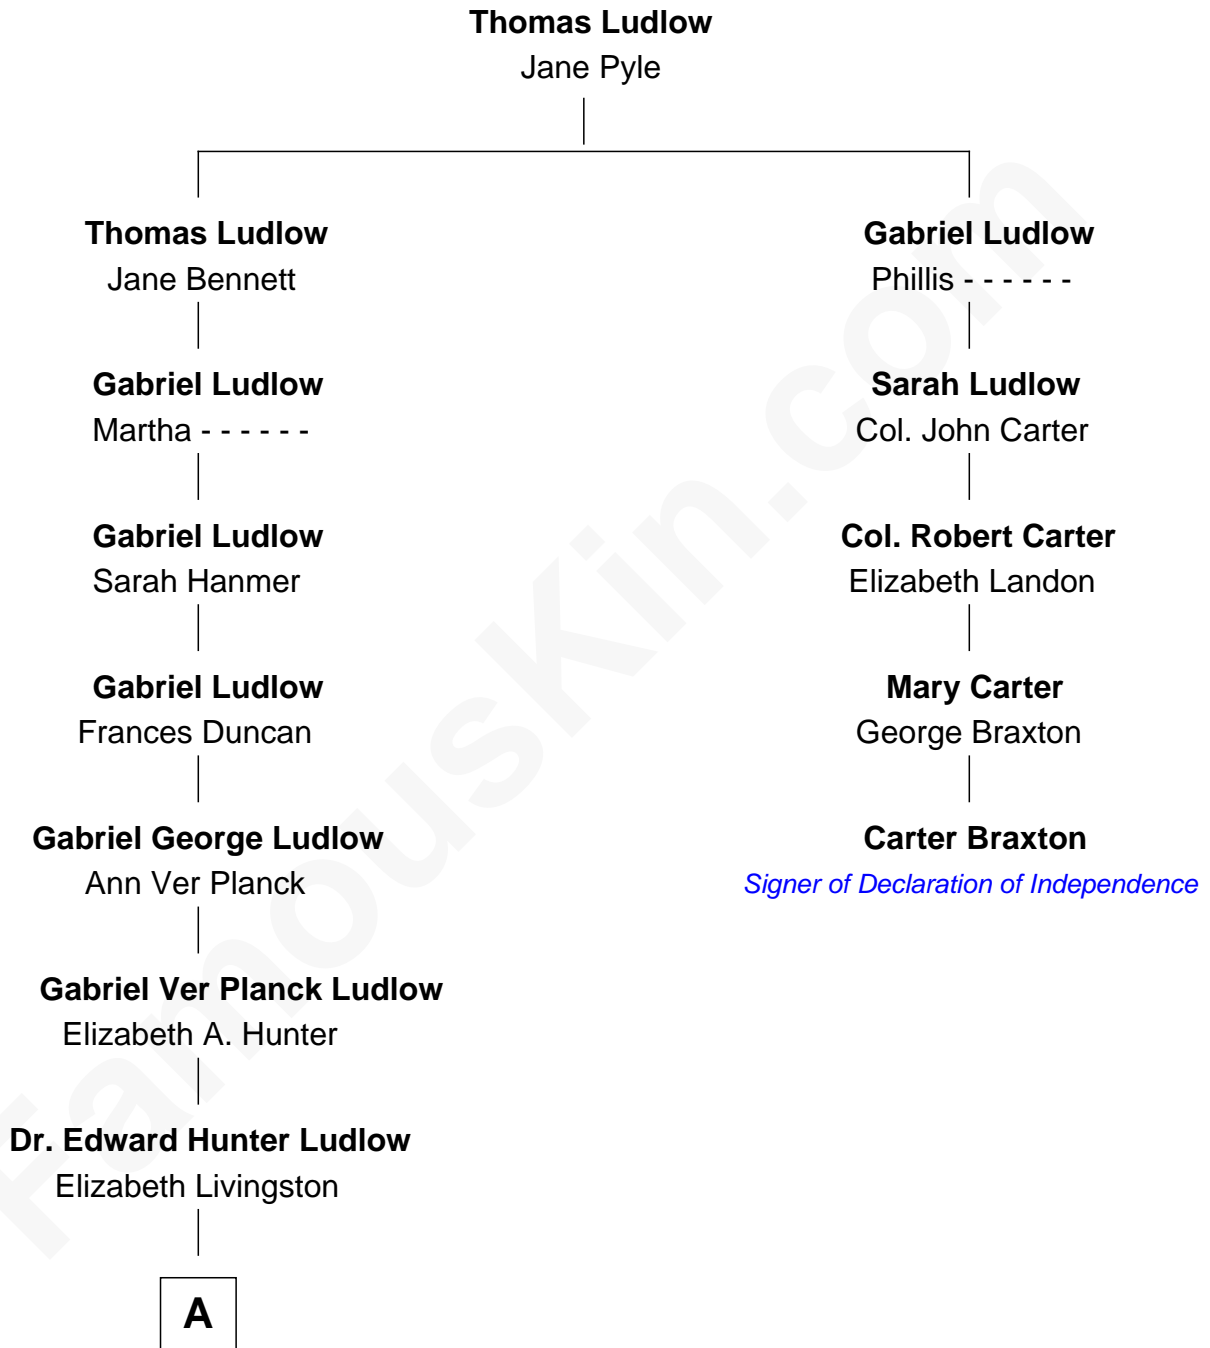 Thomas Ludlow
Jane Pyle
Thomas Ludlow
Jane Bennett
Gabriel Ludlow
Phillis - - - - - -
Gabriel Ludlow
Martha - - - - - -
Sarah Ludlow
Col. John Carter
Gabriel Ludlow
Sarah Hanmer
Col. Robert Carter
Elizabeth Landon
Gabriel Ludlow
Frances Duncan
Mary Carter
George Braxton
Gabriel George Ludlow
Ann Ver Planck
Carter Braxton
Signer of Declaration of Independence
Gabriel Ver Planck Ludlow
Elizabeth A. Hunter
Dr. Edward Hunter Ludlow
Elizabeth Livingston
A
FamousKin.com